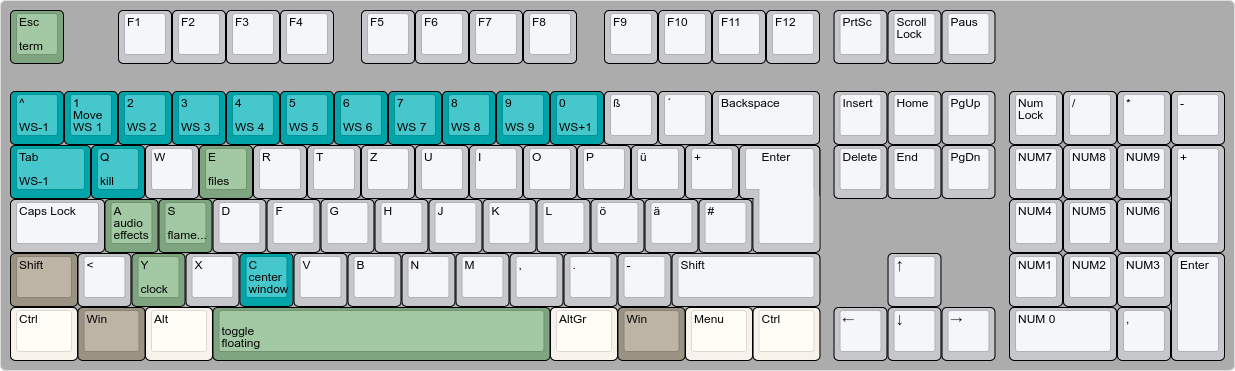 Esc F1 F2 F3 F4 F5 F6 F7 F8 F9 F10 F11 F12 PrtSc Scroll Paus
term Lock
^ 1 2 3 4 5 6 7 8 9 0 ß ´ Backspace Insert Home PgUp Num / * -
Move Lock
WS-1 WS 1 WS 2 WS 3 WS 4 WS 5 WS 6 WS 7 WS 8 WS 9 WS+1
Tab Q W E R T Z U I O P ü + Enter Delete End PgDn NUM7 NUM8 NUM9 +
WS-1 kill files
Caps Lock A S D F G H J K L ö ä # NUM4 NUM5 NUM6
audio
effects flame...
Shift < Y X C V B N M , . - Shift ↑ NUM1 NUM2 NUM3 Enter
center
clock window
Ctrl Win Alt AltGr Win Menu Ctrl ← ↓ → NUM 0 ,
toggle
floating